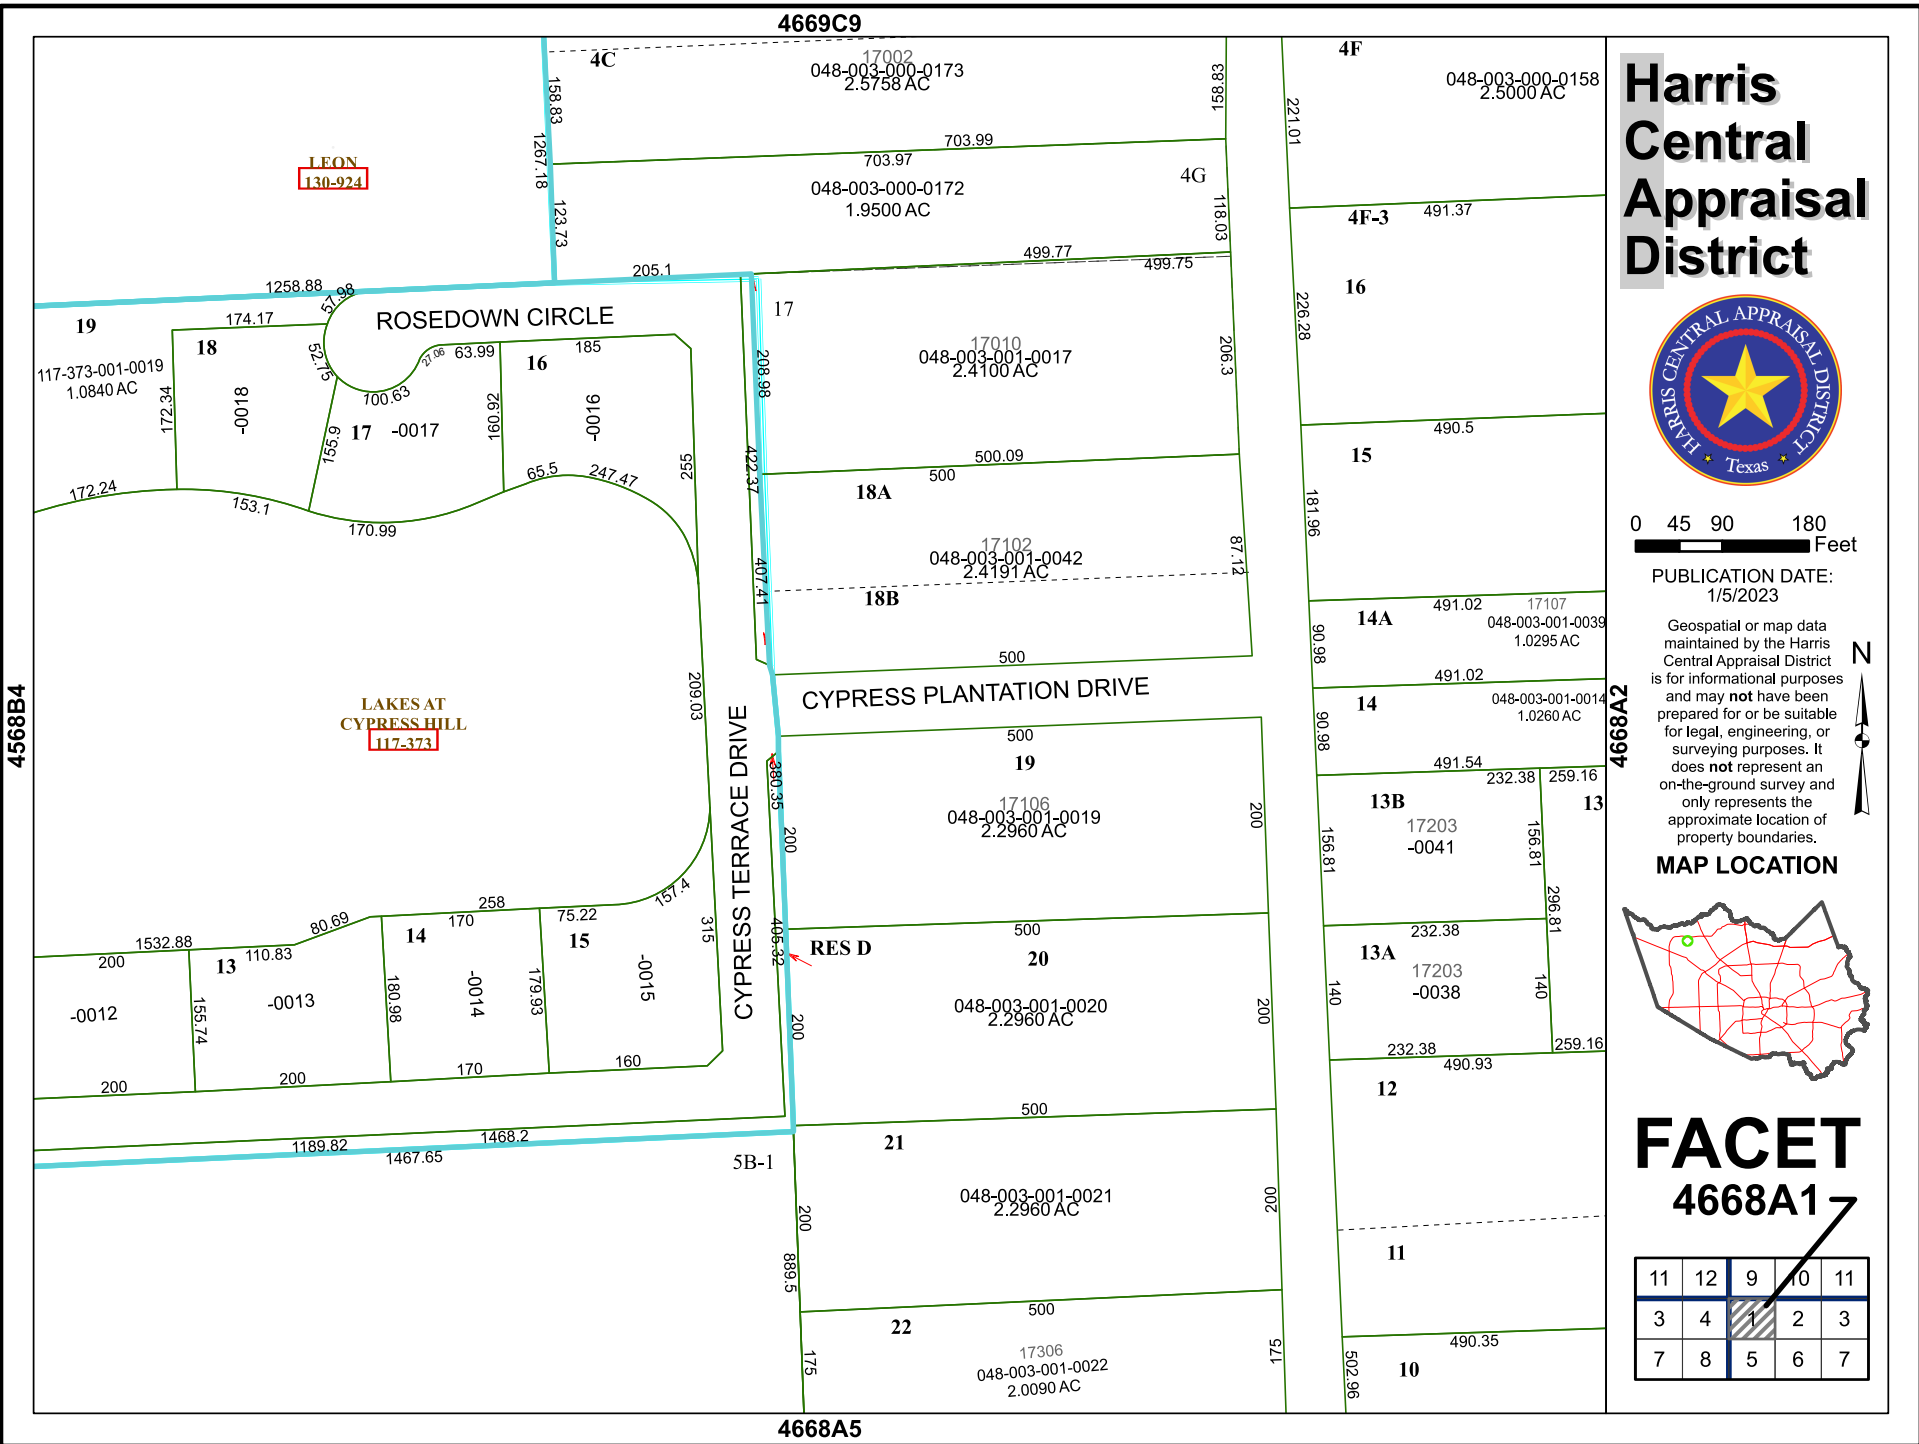 4669C9
4C
17002
048-003-000-0173
2.5758 AC
158.83
158.83
4F
048-003-000-0158
2.5000 AC
221.01
1267.18
703.99
703.97
LEON
130-924
048-003-000-0172
1.9500 AC
4G
123.73
118.03
4F-3
491.37
499.77
499.75
205.1
1258.88
57.98
16
226.28
19
174.17
ROSEDOWN CIRCLE
17
18
52.75
27.06
63.99
185
16
117-373-001-0019
1.0840 AC
172.34
-0018
100.63
17
-0017
155.9
160.92
-0016
208.98
17010
048-003-001-0017
2.4100 AC
206.3
490.5
15
255
422.37
500.09
500
18A
172.24
153.1
170.99
65.5
247.47
181.96
17102
048-003-001-0042
2.4191 AC
87.12
407.41
18B
14A
491.02
17107
048-003-001-0039
1.0295 AC
90.98
500
491.02
CYPRESS PLANTATION DRIVE
209.03
14
048-003-001-0014
1.0260 AC
90.98
LAKES AT
CYPRESS HILL
117-373
4568B4
4668A2
CYPRESS TERRACE DRIVE
500
19
491.54
232.38
259.16
380.35
17106
048-003-001-0019
2.2960 AC
200
200
13B
17203
-0041
13
156.81
156.81
157.4
315
258
170
75.22
80.69
1532.88
200
110.83
13
14
15
405.32
RES D
500
20
232.38
296.81
13A
17203
-0038
140
140
-0012
155.74
-0013
180.98
-0014
179.93
-0015
048-003-001-0020
2.2960 AC
200
200
200
200
170
160
232.38
259.16
490.93
12
500
1189.82
1468.2
1467.65
5B-1
21
048-003-001-0021
2.2960 AC
200
200
889.5
11
500
22
17306
048-003-001-0022
2.0090 AC
175
175
490.35
10
502.96
4668A5
Harris
Central
Appraisal
District
HARRIS CENTRAL APPRAISAL DISTRICT
Texas
0 45 90 180
Feet
PUBLICATION DATE:
1/5/2023
Geospatial or map data
maintained by the Harris
Central Appraisal District
is for informational purposes
and may not have been
prepared for or be suitable
for legal, engineering, or
surveying purposes. It
does not represent an
on-the-ground survey and
only represents the
approximate location of
property boundaries.
N
MAP LOCATION
FACET
4668A1
11 12 9 10 11
3 4 1 2 3
7 8 5 6 7